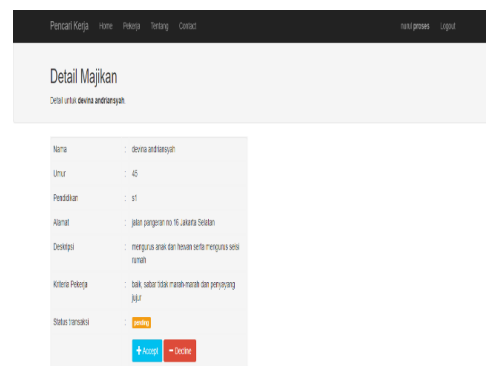 Pencari Kerja Home Pekerja Tentang Contact nurul proses Logout
Detail Majikan
Detail untuk devina andriansyah.
Nama : devina andriansyah
Umur : 45
Pendidikan : s1
Alamat : jalan pangeran no 16 Jakarta Selatan
Deskripsi : mengurus anak dan hewan serta mengurus seisi
rumah
Kriteria Pekerja : baik, sabar tidak marah-marah dan penyayang
jujur
Status transaksi : pending
+ Accept - Decline